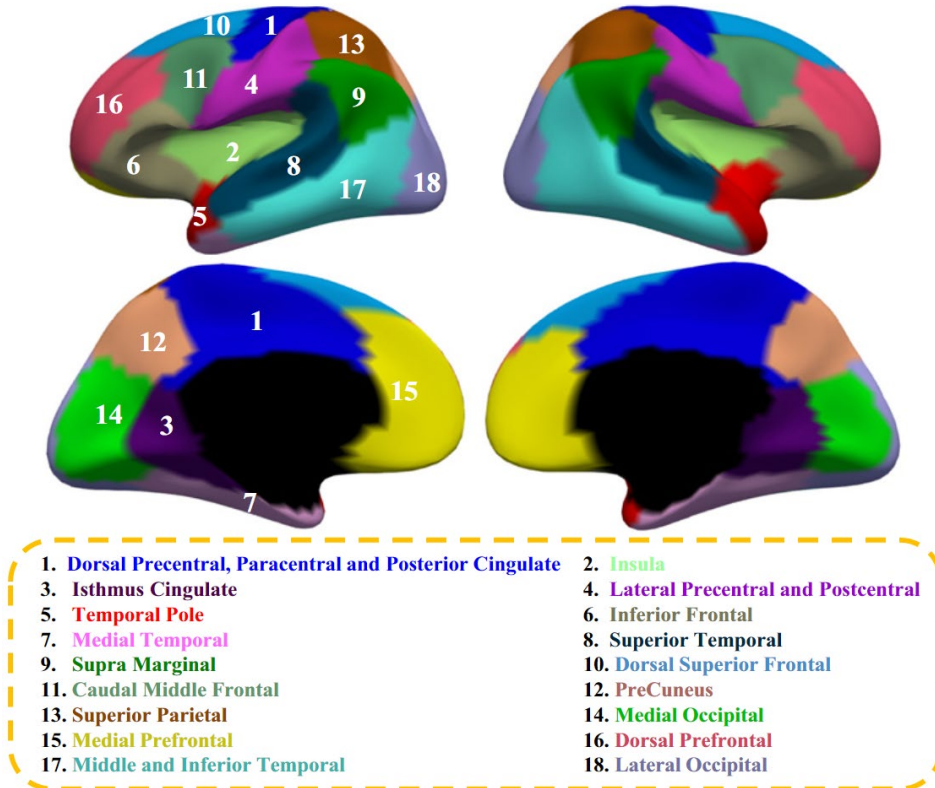 10 1
13
11
4
9
16
2
6
8
17 18
5
1
12
15
14
3
7
1. Dorsal Precentral, Paracentral and Posterior Cingulate 2. Insula
3. Isthmus Cingulate 4. Lateral Precentral and Postcentral
5. Temporal Pole 6. Inferior Frontal
7. Medial Temporal 8. Superior Temporal
9. Supra Marginal 10. Dorsal Superior Frontal
11. Caudal Middle Frontal 12. PreCuneus
13. Superior Parietal 14. Medial Occipital
15. Medial Prefrontal 16. Dorsal Prefrontal
17. Middle and Inferior Temporal 18. Lateral Occipital